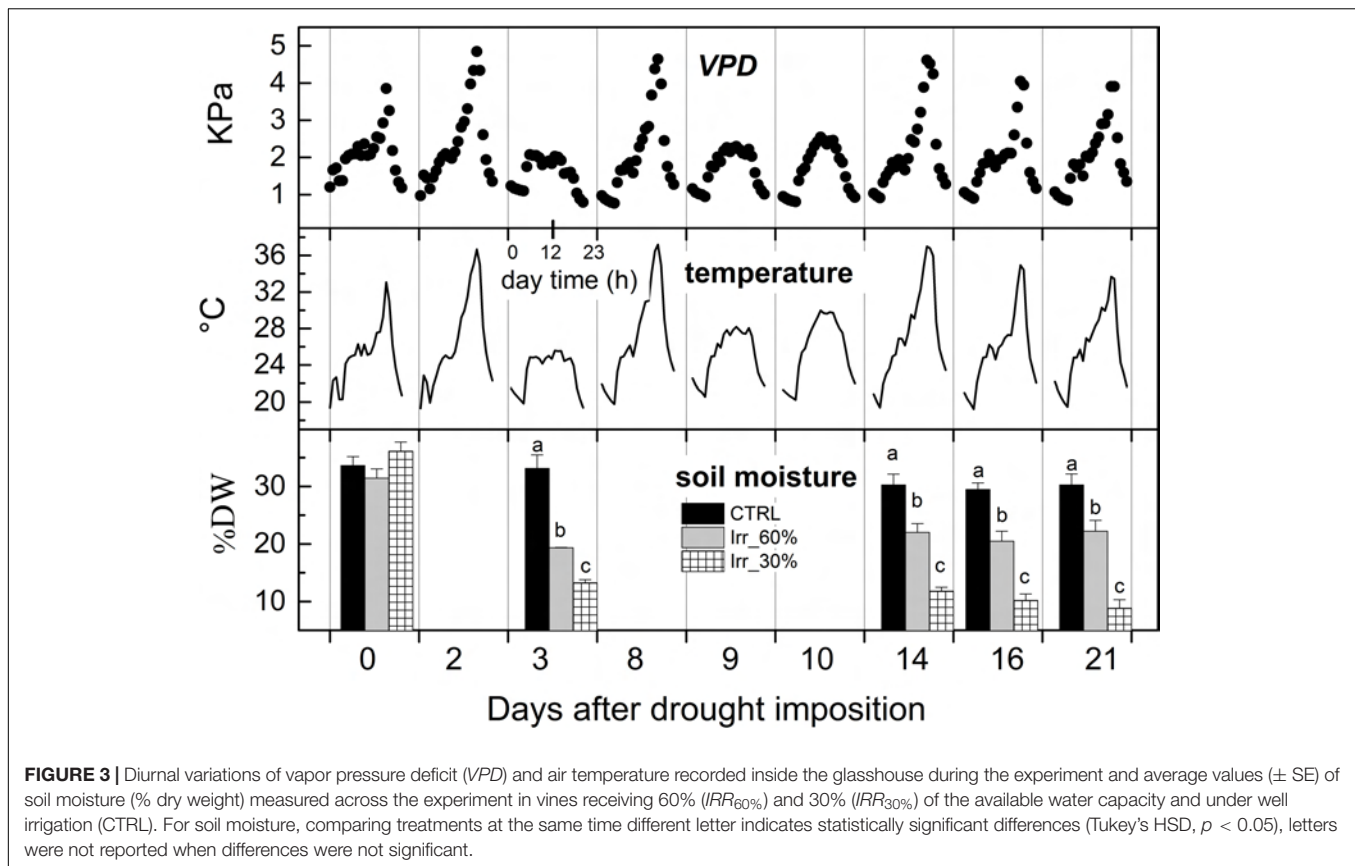 VPD
KPa
5
4
3
2
1
0 12 23
day time (h)
temperature
°C
36
32
28
24
20
soil moisture
%DW
30
20
10
CTRL
Irr_60%
Irr_30%
a
b
c
a
b
c
a
b
c
a
b
c
0 2 3 8 9 10 14 16 21
Days after drought imposition
FIGURE 3 | Diurnal variations of vapor pressure deficit (VPD) and air temperature recorded inside the glasshouse during the experiment and average values (± SE) of
soil moisture (% dry weight) measured across the experiment in vines receiving 60% (IRR60%) and 30% (IRR30%) of the available water capacity and under well
irrigation (CTRL). For soil moisture, comparing treatments at the same time different letter indicates statistically significant differences (Tukey's HSD, p < 0.05), letters
were not reported when differences were not significant.